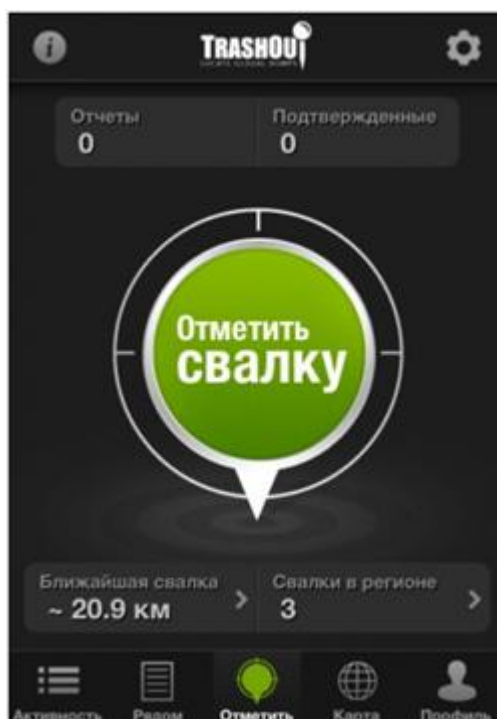 TRASHOUT
Отчеты
0
Подтвержденные
0
Отметить
свалку
Ближайшая свалка
~ 20.9 км
Свалки в регионе
3
Активность Рядом Отметить Карта Профиль